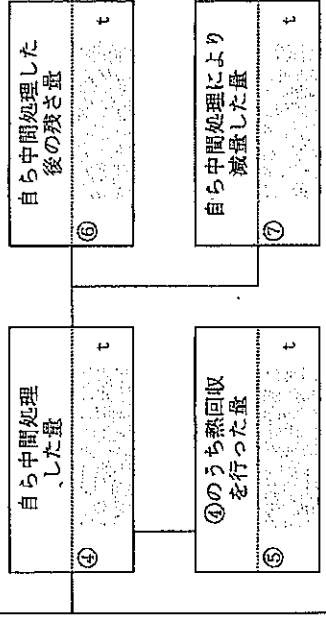 自ら中間処理
した量
④
t
④のうち熱回収
を行った量
⑤
t
自ら中間処理した
後の残さ量
⑥
t
自ら中間処理により
減量した量
⑦
t